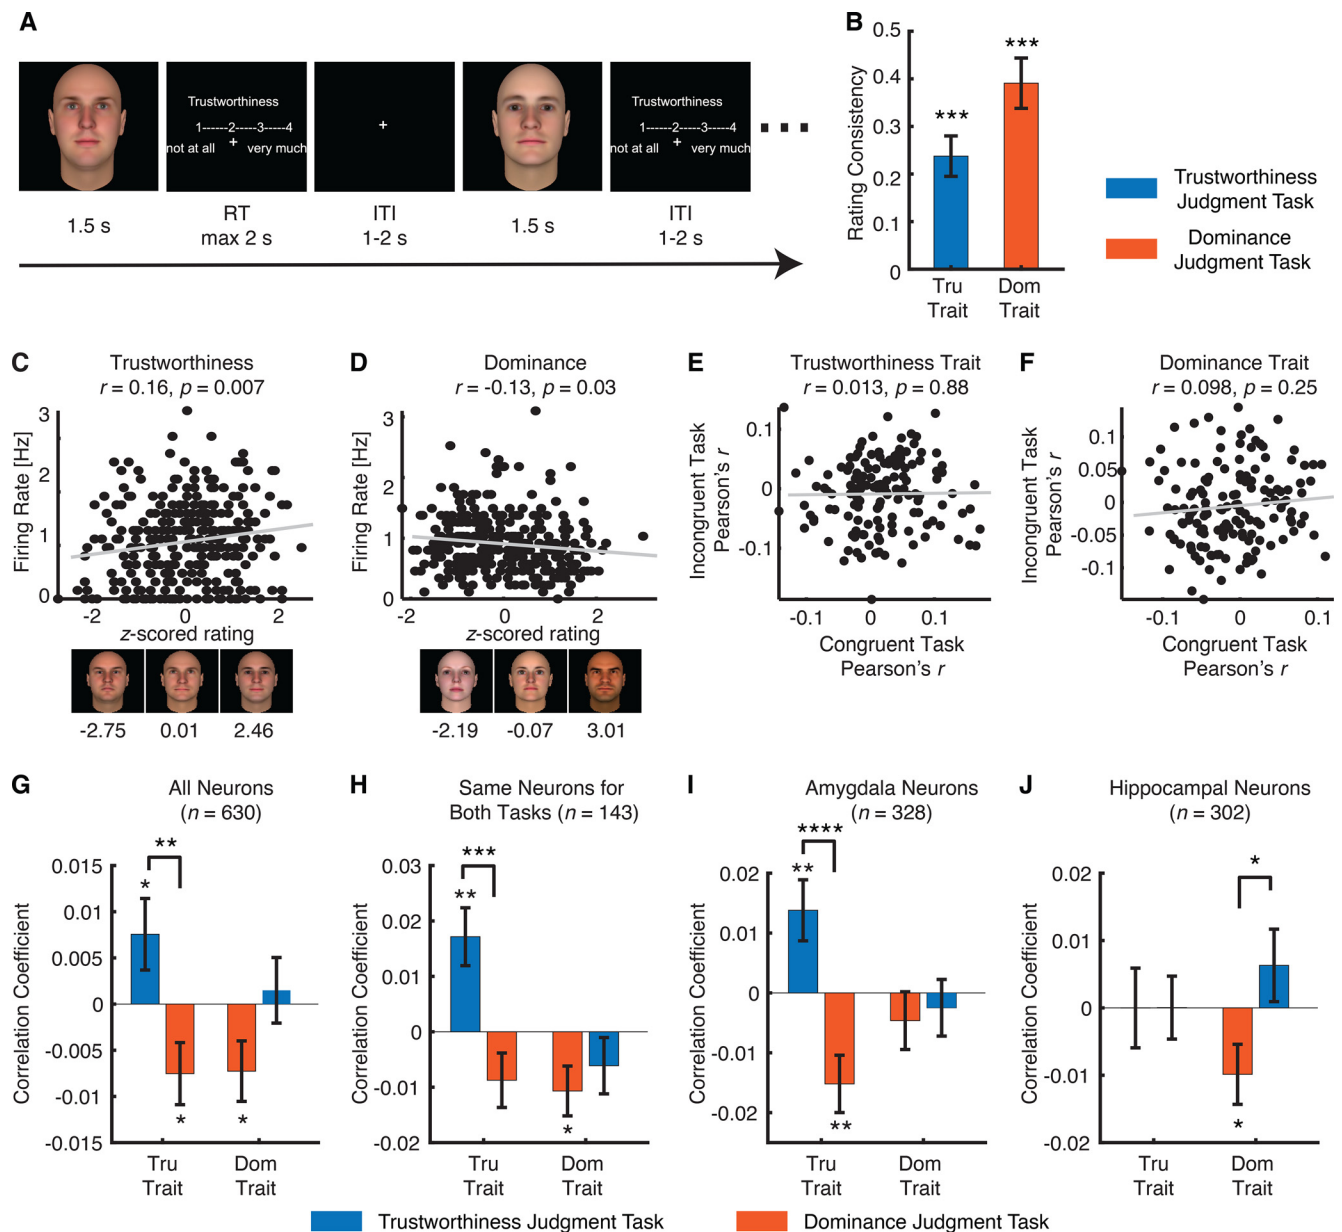 A
Trustworthiness
1------2-----3-----4
+
not at all very much
+
Trustworthiness
1------2-----3-----4
+
not at all very much
1.5 s
RT
max 2 s
ITI
1-2 s
1.5 s
ITI
1-2 s
B
Rating Consistency
0.5
0.4
0.3
0.2
0.1
0
***
***
Tru
Trait
Dom
Trait
Trustworthiness
Judgment Task
Dominance
Judgment Task
C
Trustworthiness
r = 0.16, p = 0.007
Firing Rate [Hz]
3
2
1
0
-2 0 2
z-scored rating
-2.75 0.01 2.46
D
Dominance
r = -0.13, p = 0.03
Firing Rate [Hz]
3
2
1
0
-2 0 2
z-scored rating
-2.19 -0.07 3.01
E
Trustworthiness Trait
r = 0.013, p = 0.88
Incongruent Task
Pearson's r
0.1
0
-0.1
-0.1 0 0.1
Congruent Task
Pearson's r
F
Dominance Trait
r = 0.098, p = 0.25
Incongruent Task
Pearson's r
0.1
0.05
0
-0.05
-0.1
-0.1 0 0.1
Congruent Task
Pearson's r
G
All Neurons
(n = 630)
Correlation Coefficient
0.015
0.01
0.005
0
-0.005
-0.01
-0.015
**
*
*
*
Tru
Trait
Dom
Trait
H
Same Neurons for
Both Tasks (n = 143)
Correlation Coefficient
0.03
0.02
0.01
0
-0.01
-0.02
***
**
*
Tru
Trait
Dom
Trait
I
Amygdala Neurons
(n = 328)
Correlation Coefficient
0.02
0.01
0
-0.01
-0.02
****
**
**
Tru
Trait
Dom
Trait
J
Hippocampal Neurons
(n = 302)
Correlation Coefficient
0.02
0.01
0
-0.01
-0.02
*
*
Tru
Trait
Dom
Trait
Trustworthiness Judgment Task
Dominance Judgment Task